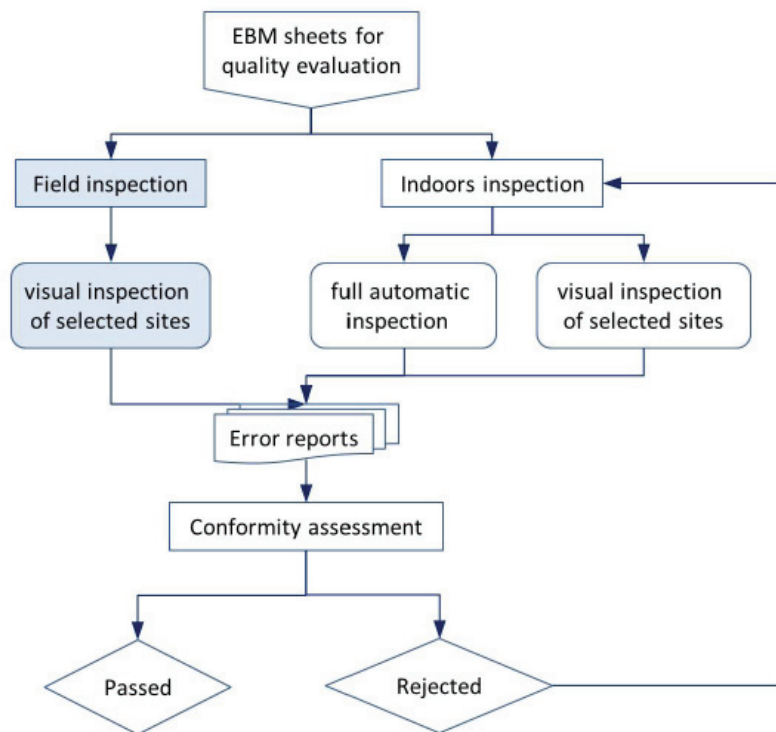 EBM sheets for
quality evaluation
Field inspection
Indoors inspection
visual inspection
of selected sites
full automatic
inspection
visual inspection
of selected sites
Error reports
Conformity assessment
Passed
Rejected